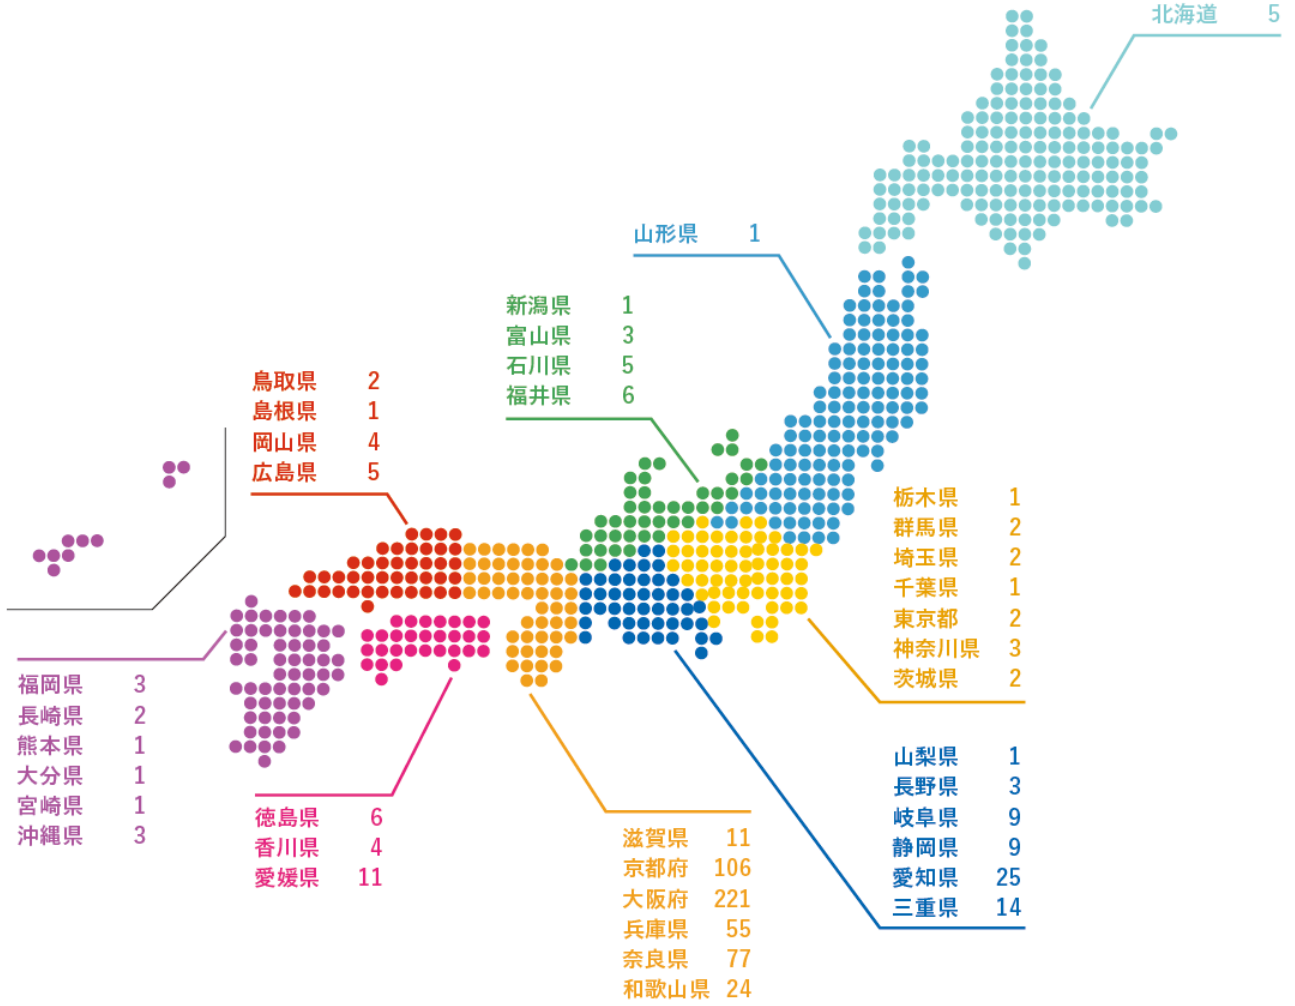 北海道 5
山形県 1
新潟県 1
富山県 3
石川県 5
福井県 6
鳥取県 2
島根県 1
岡山県 4
広島県 5
栃木県 1
群馬県 2
埼玉県 2
千葉県 1
東京都 2
神奈川県 3
茨城県 2
福岡県 3
長崎県 2
熊本県 1
大分県 1
宮崎県 1
沖縄県 3
徳島県 6
香川県 4
愛媛県 11
滋賀県 11
京都府 106
大阪府 221
兵庫県 55
奈良県 77
和歌山県 24
山梨県 1
長野県 3
岐阜県 9
静岡県 9
愛知県 25
三重県 14